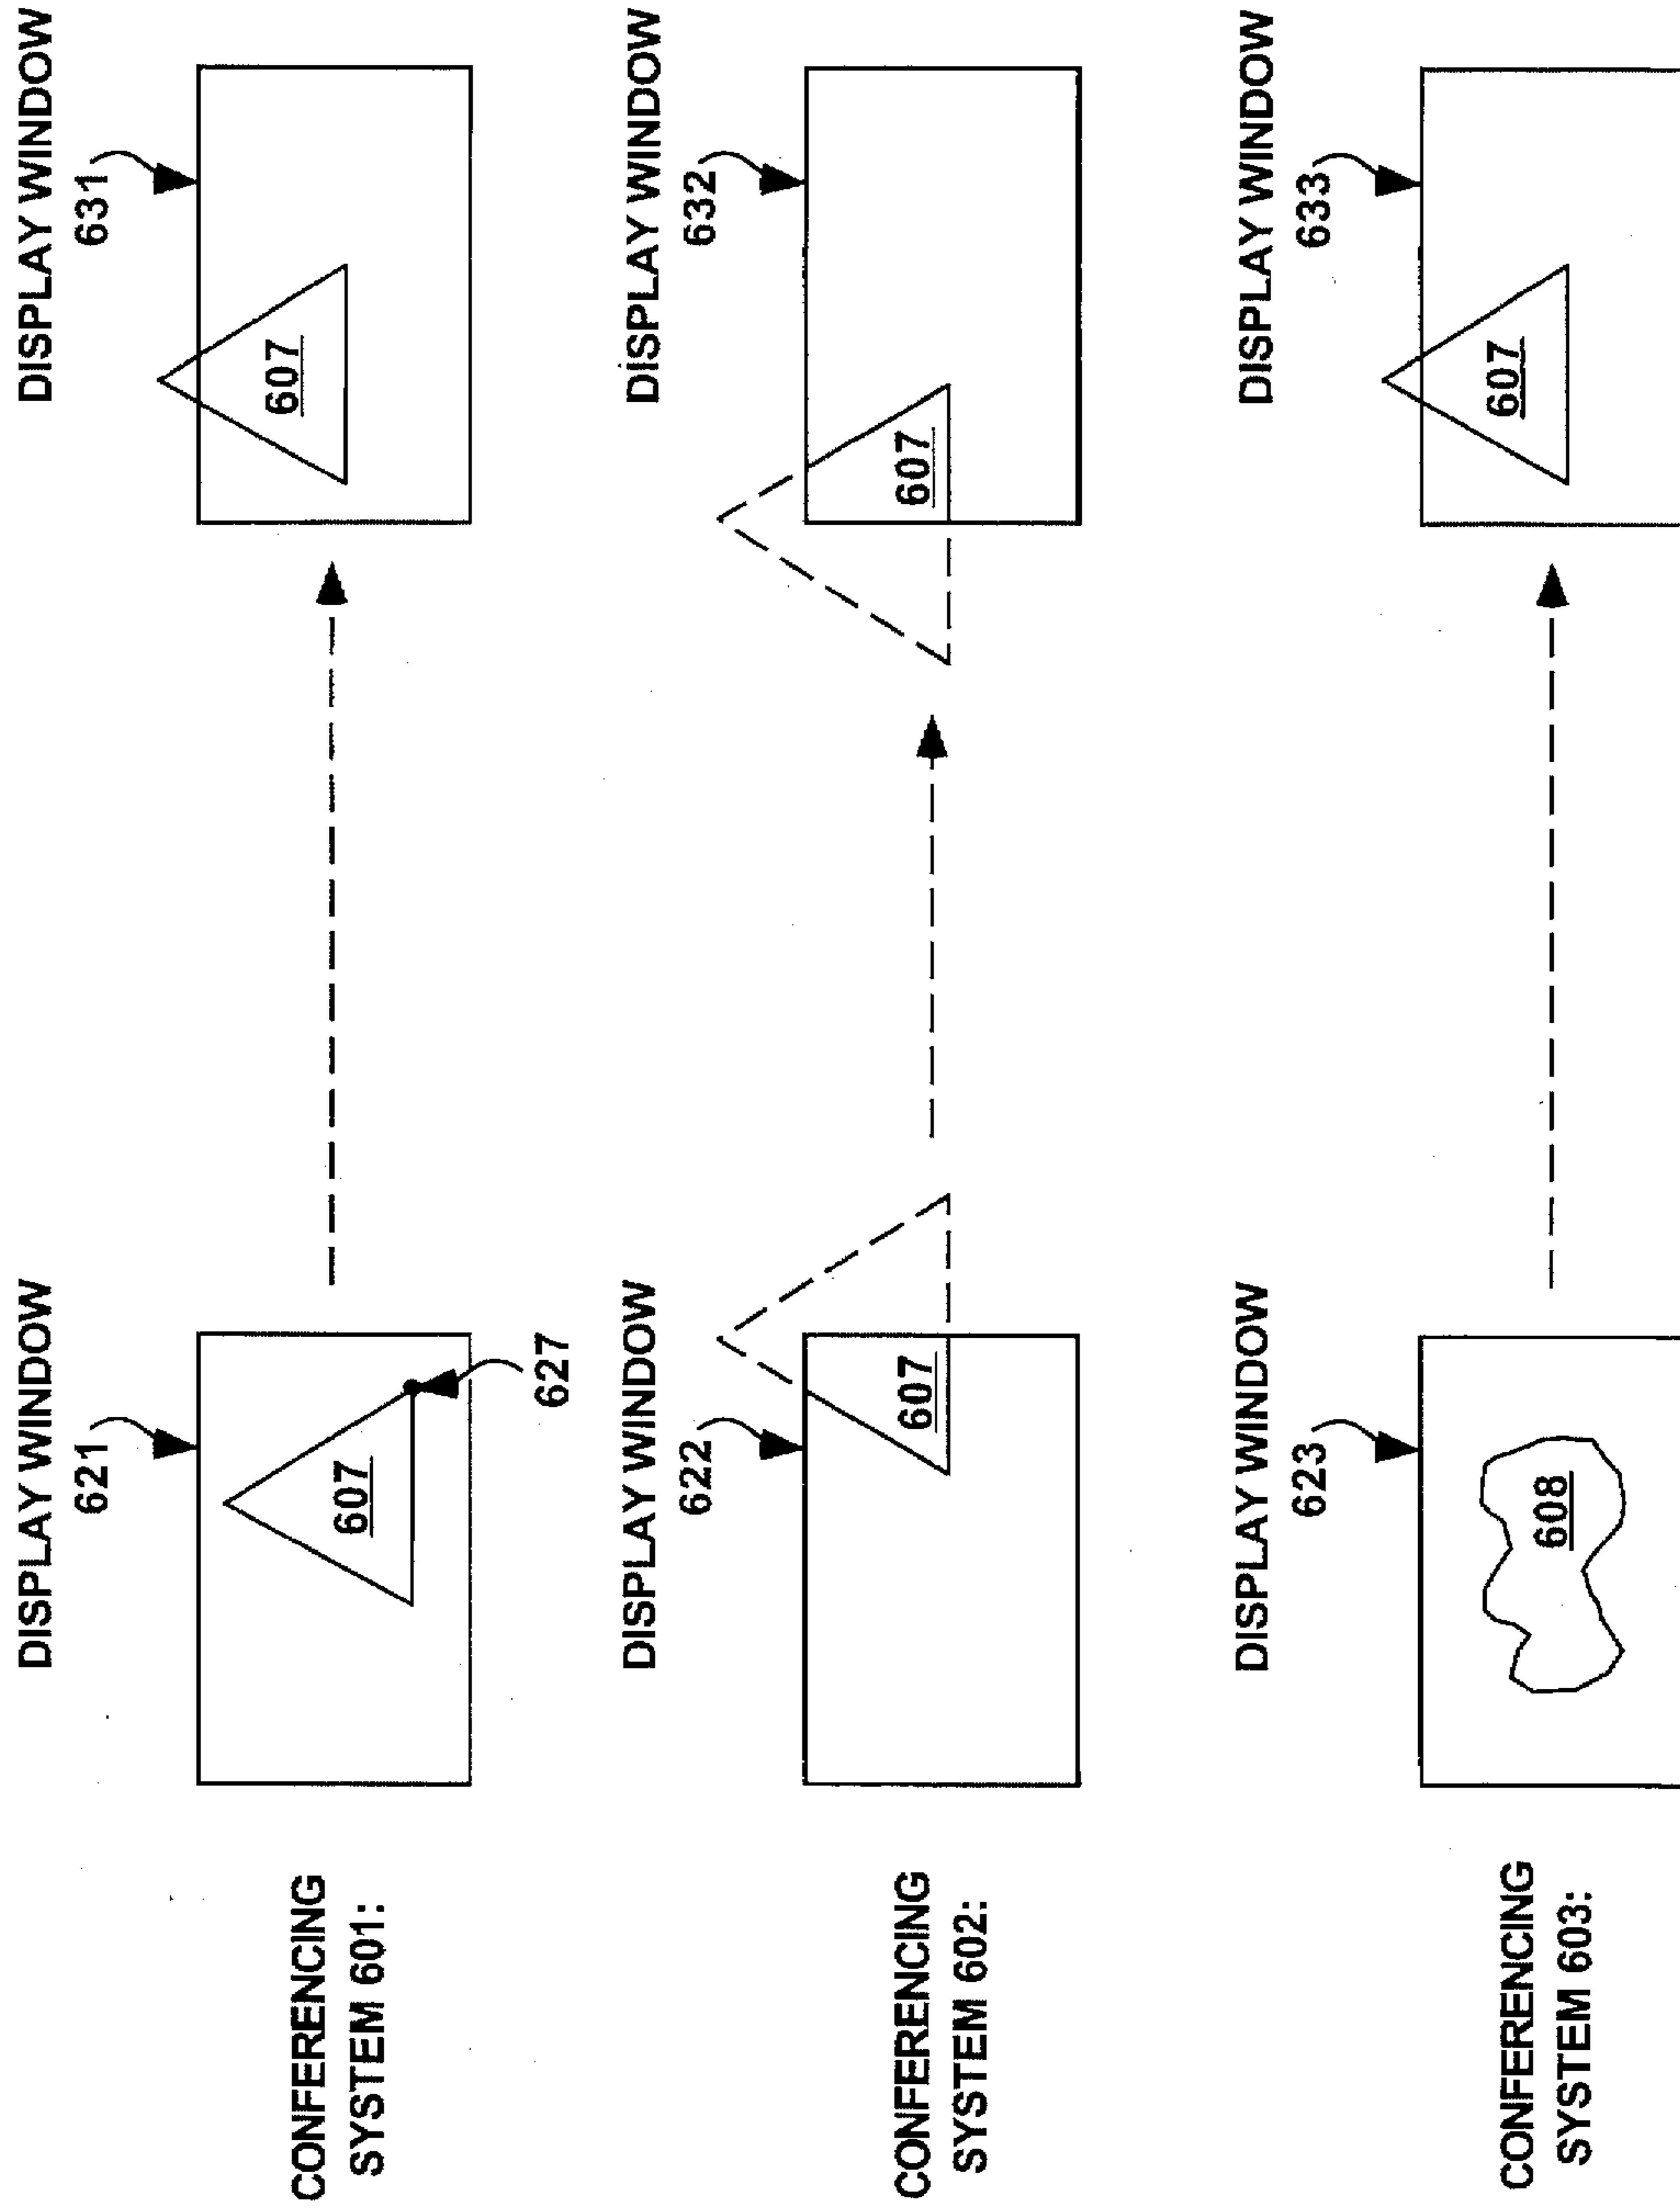 DISPLAY WINDOW
DISPLAY WINDOW
621
631
607
607
627
CONFERENCING
SYSTEM 601:
DISPLAY WINDOW
DISPLAY WINDOW
622
632
607
607
CONFERENCING
SYSTEM 602:
DISPLAY WINDOW
DISPLAY WINDOW
623
633
608
607
CONFERENCING
SYSTEM 603: